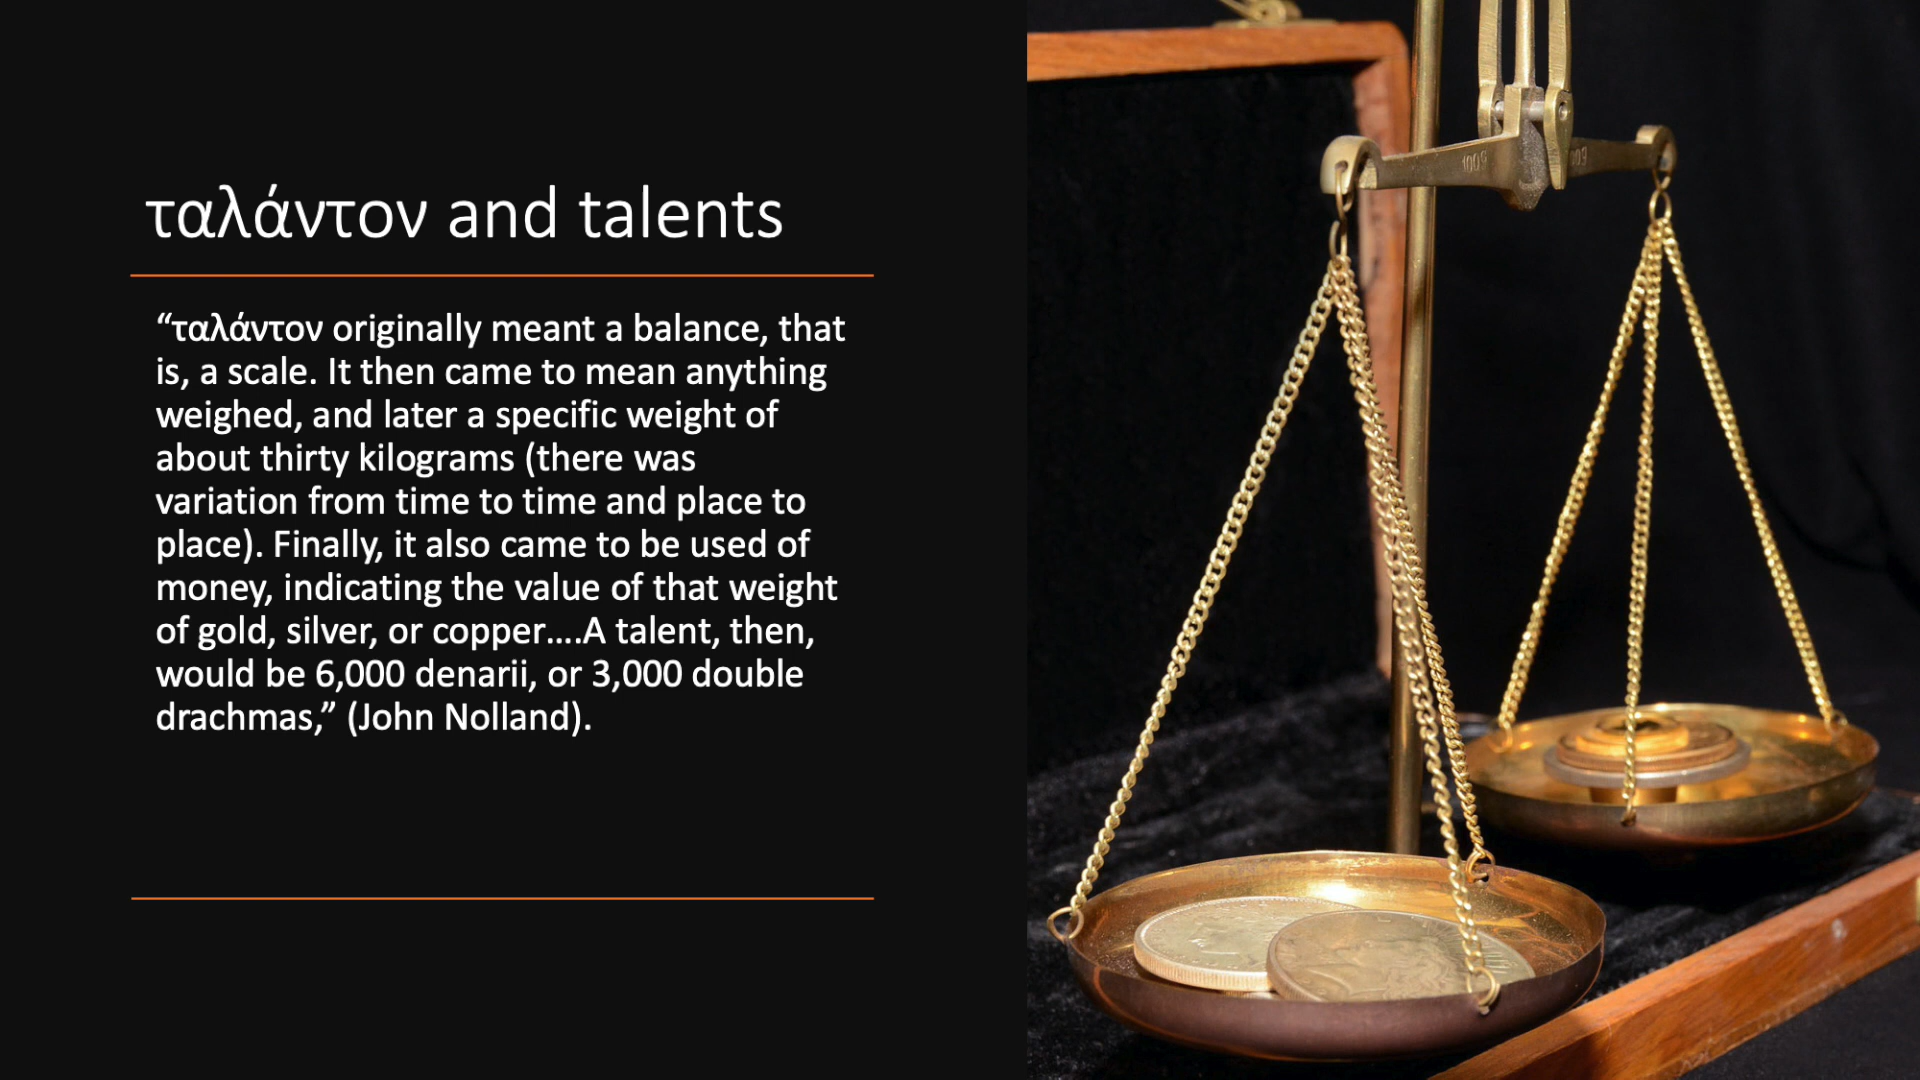 ταλάντον and talents
“ταλάντον originally meant a balance, that
is, a scale. It then came to mean anything
weighed, and later a specific weight of
about thirty kilograms (there was
variation from time to time and place to
place). Finally, it also came to be used of
money, indicating the value of that weight
of gold, silver, or copper….A talent, then,
would be 6,000 denarii, or 3,000 double
drachmas,” (John Nolland).
100g